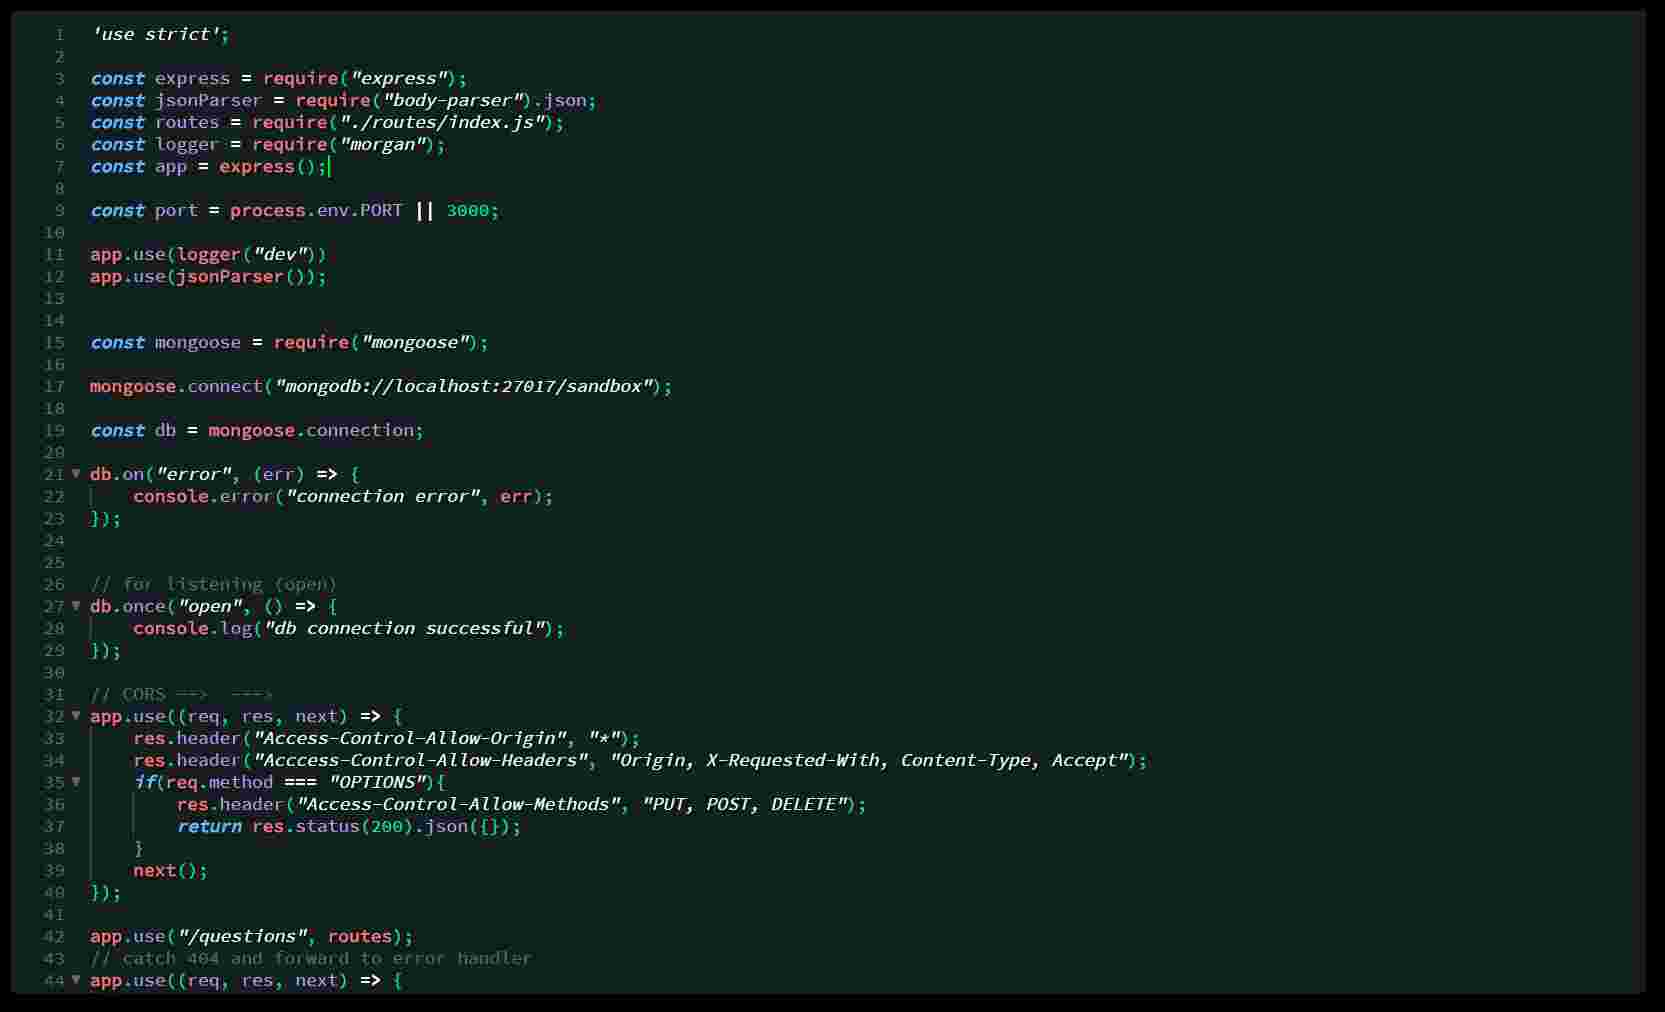 1 'use strict';
2
3 const express = require("express");
4 const jsonParser = require("body-parser").json;
5 const routes = require("./routes/index.js");
6 const logger = require("morgan");
7 const app = express();
8
9 const port = process.env.PORT || 3000;
10
11 app.use(logger("dev"))
12 app.use(jsonParser());
13
14
15 const mongoose = require("mongoose");
16
17 mongoose.connect("mongodb://localhost:27017/sandbox");
18
19 const db = mongoose.connection;
20
21 db.on("error", (err) => {
22     console.error("connection error", err);
23 });
24
25
26 // for listening (open)
27 db.once("open", () => {
28     console.log("db connection successful");
29 });
30
31 // CORS -->  --->
32 app.use((req, res, next) => {
33     res.header("Access-Control-Allow-Origin", "*");
34     res.header("Acccess-Control-Allow-Headers", "Origin, X-Requested-With, Content-Type, Accept");
35     if(req.method === "OPTIONS"){
36         res.header("Access-Control-Allow-Methods", "PUT, POST, DELETE");
37         return res.status(200).json({});
38     }
39     next();
40 });
41
42 app.use("/questions", routes);
43 // catch 404 and forward to error handler
44 app.use((req, res, next) => {